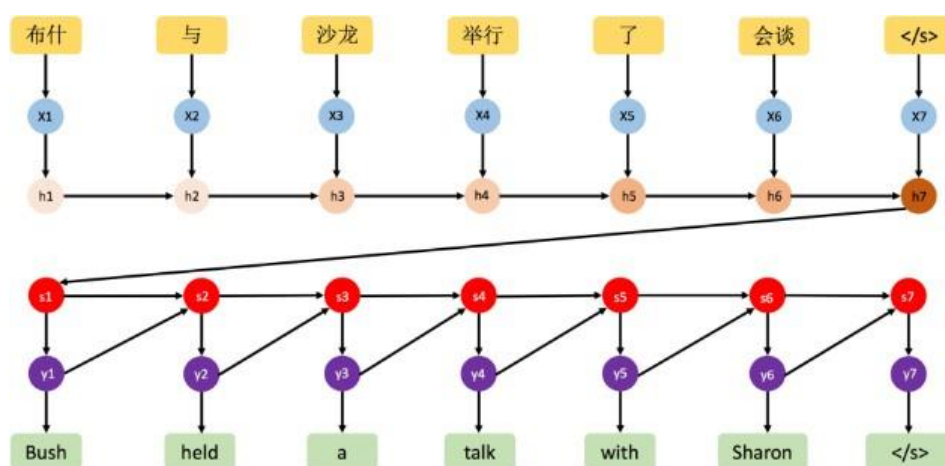 布什 与 沙龙 举行 了 会谈 </s>
X1 X2 X3 X4 X5 X6 X7
h1 h2 h3 h4 h5 h6 h7
s1 s2 s3 s4 s5 s6 s7
y1 y2 y3 y4 y5 y6 y7
Bush held a talk with Sharon </s>